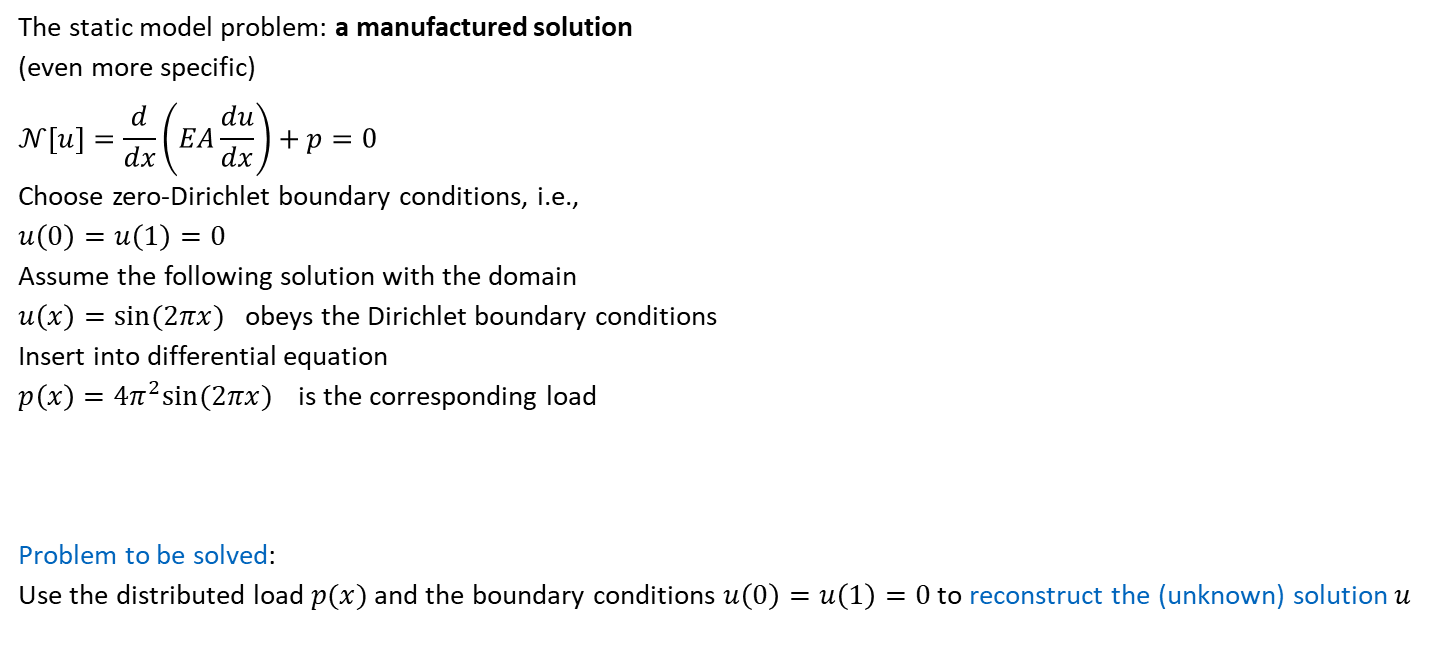 The static model problem: a manufactured solution
(even more specific)
𝒩[u] = d/dx (EA du/dx) + p = 0
Choose zero-Dirichlet boundary conditions, i.e.,
u(0) = u(1) = 0
Assume the following solution with the domain
u(x) = sin(2πx) obeys the Dirichlet boundary conditions
Insert into differential equation
p(x) = 4π²sin(2πx) is the corresponding load
Problem to be solved:
Use the distributed load p(x) and the boundary conditions u(0) = u(1) = 0 to reconstruct the (unknown) solution u